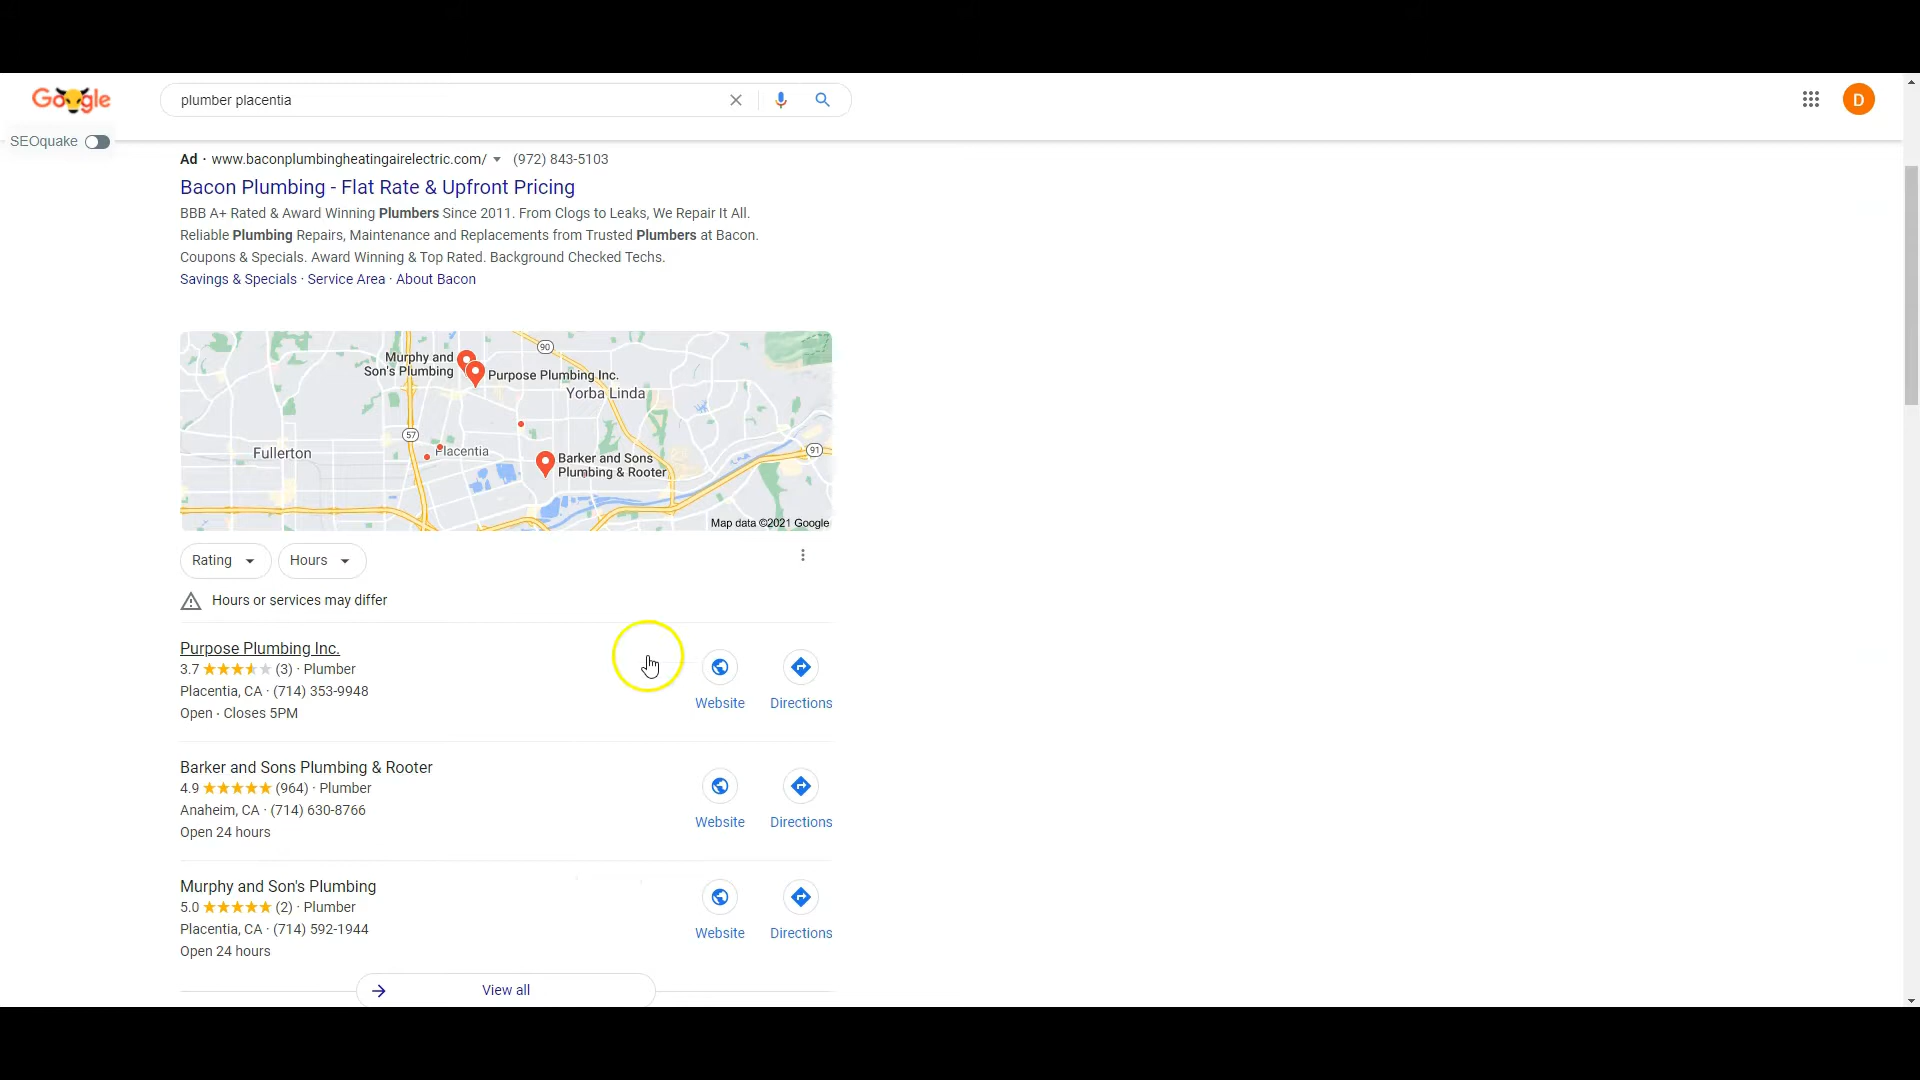 Google
plumber placentia
D
SEOquake
Ad · www.baconplumbingheatingairelectric.com/ (972) 843-5103
Bacon Plumbing - Flat Rate & Upfront Pricing
BBB A+ Rated & Award Winning Plumbers Since 2011. From Clogs to Leaks, We Repair It All.
Reliable Plumbing Repairs, Maintenance and Replacements from Trusted Plumbers at Bacon.
Coupons & Specials. Award Winning & Top Rated. Background Checked Techs.
Savings & Specials · Service Area · About Bacon
90
Murphy and
Son's Plumbing
Purpose Plumbing Inc.
Yorba Linda
57
Fullerton
Placentia
91
Barker and Sons
Plumbing & Rooter
Map data ©2021 Google
Rating
Hours
Hours or services may differ
Purpose Plumbing Inc.
3.7 (3) · Plumber
Placentia, CA · (714) 353-9948
Open · Closes 5PM
Website
Directions
Barker and Sons Plumbing & Rooter
4.9 (964) · Plumber
Anaheim, CA · (714) 630-8766
Open 24 hours
Website
Directions
Murphy and Son's Plumbing
5.0 (2) · Plumber
Placentia, CA · (714) 592-1944
Open 24 hours
Website
Directions
View all